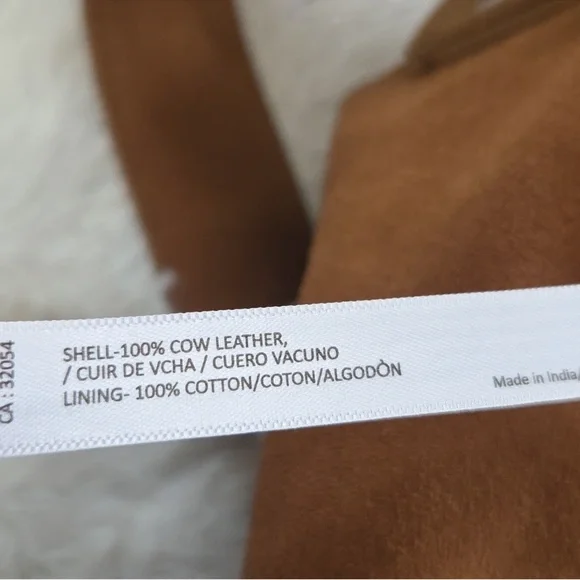 CA : 32054
SHELL-100% COW LEATHER,
/ CUIR DE VCHA / CUERO VACUNO
LINING- 100% COTTON/COTON/ALGODÒN
Made in India/